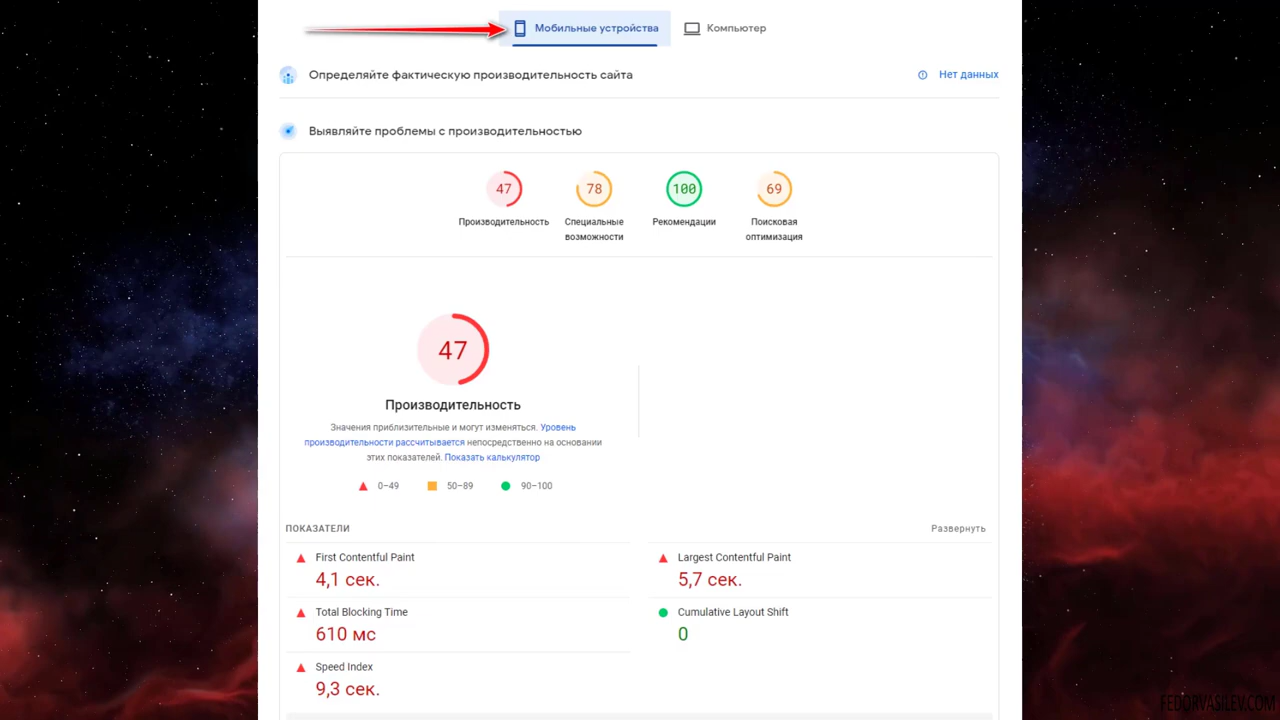 Мобильные устройства
Компьютер
Определяйте фактическую производительность сайта
Нет данных
Выявляйте проблемы с производительностью
47
78
100
69
Производительность
Специальные
возможности
Рекомендации
Поисковая
оптимизация
47
Производительность
Значения приблизительные и могут изменяться. Уровень
производительности рассчитывается непосредственно на основании
этих показателей. Показать калькулятор
0–49
50–89
90–100
ПОКАЗАТЕЛИ
Развернуть
First Contentful Paint
4,1 сек.
Largest Contentful Paint
5,7 сек.
Total Blocking Time
610 мс
Cumulative Layout Shift
0
Speed Index
9,3 сек.
FEDORVASILEV.COM